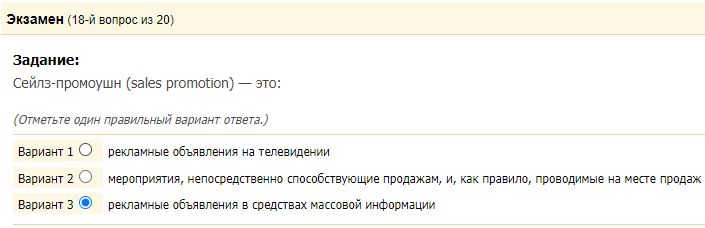 Экзамен (18-й вопрос из 20)
Задание:
Сейлз-промоушн (sales promotion) — это:
(Отметьте один правильный вариант ответа.)
Вариант 1 рекламные объявления на телевидении
Вариант 2 мероприятия, непосредственно способствующие продажам, и, как правило, проводимые на месте продаж
Вариант 3 рекламные объявления в средствах массовой информации